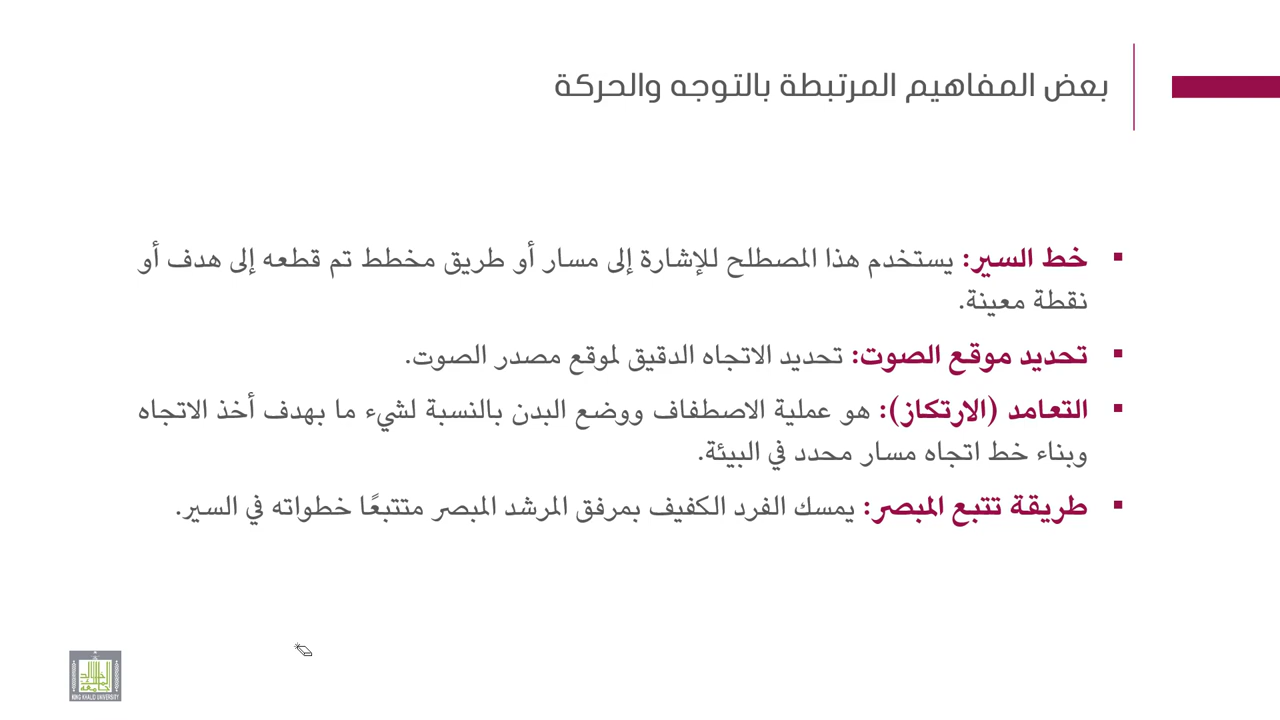 بعض المفاهيم المرتبطة بالتوجه والحركة
▪ خط السير: يستخدم هذا المصطلح للإشارة إلى مسار أو طريق مخطط تم قطعه إلى هدف أو
نقطة معينة.
▪ تحديد موقع الصوت: تحديد الاتجاه الدقيق لموقع مصدر الصوت.
▪ التعامد (الارتكاز): هو عملية الاصطفاف ووضع البدن بالنسبة لشيء ما بهدف أخذ الاتجاه
وبناء خط اتجاه مسار محدد في البيئة.
▪ طريقة تتبع المبصر: يمسك الفرد الكفيف بمرفق المرشد المبصر متتبعًا خطواته في السير.
KING KHALID UNIVERSITY